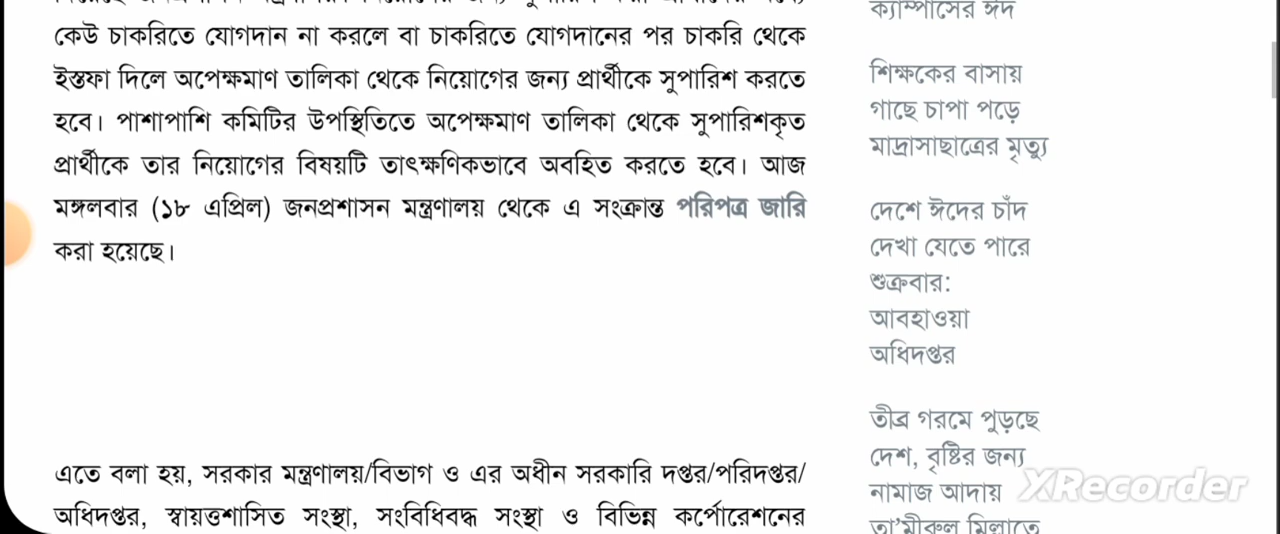 কেউ চাকরিতে যোগদান না করলে বা চাকরিতে যোগদানের পর চাকরি থেকে
ইস্তফা দিলে অপেক্ষমাণ তালিকা থেকে নিয়োগের জন্য প্রার্থীকে সুপারিশ করতে
হবে। পাশাপাশি কমিটির উপস্থিতিতে অপেক্ষমাণ তালিকা থেকে সুপারিশকৃত
প্রার্থীকে তার নিয়োগের বিষয়টি তাৎক্ষণিকভাবে অবহিত করতে হবে। আজ
মঙ্গলবার (১৮ এপ্রিল) জনপ্রশাসন মন্ত্রণালয় থেকে এ সংক্রান্ত পরিপত্র জারি
করা হয়েছে।
এতে বলা হয়, সরকার মন্ত্রণালয়/বিভাগ ও এর অধীন সরকারি দপ্তর/পরিদপ্তর/
অধিদপ্তর, স্বায়ত্তশাসিত সংস্থা, সংবিধিবদ্ধ সংস্থা ও বিভিন্ন কর্পোরেশনের
ক্যাম্পাসের ঈদ
শিক্ষকের বাসায়
গাছে চাপা পড়ে
মাদ্রাসাছাত্রের মৃত্যু
দেশে ঈদের চাঁদ
দেখা যেতে পারে
শুক্রবার:
আবহাওয়া
অধিদপ্তর
তীব্র গরমে পুড়ছে
দেশ, বৃষ্টির জন্য
নামাজ আদায়
তা'মীরুল মিল্লাতে
XRecorder